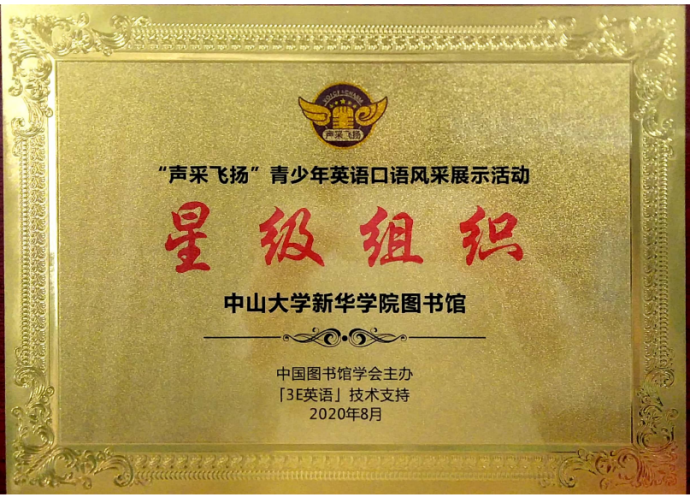 声采飞扬
“声采飞扬”青少年英语口语风采展示活动
星级组织
中山大学新华学院图书馆
中国图书馆学会主办
「3E英语」技术支持
2020年8月